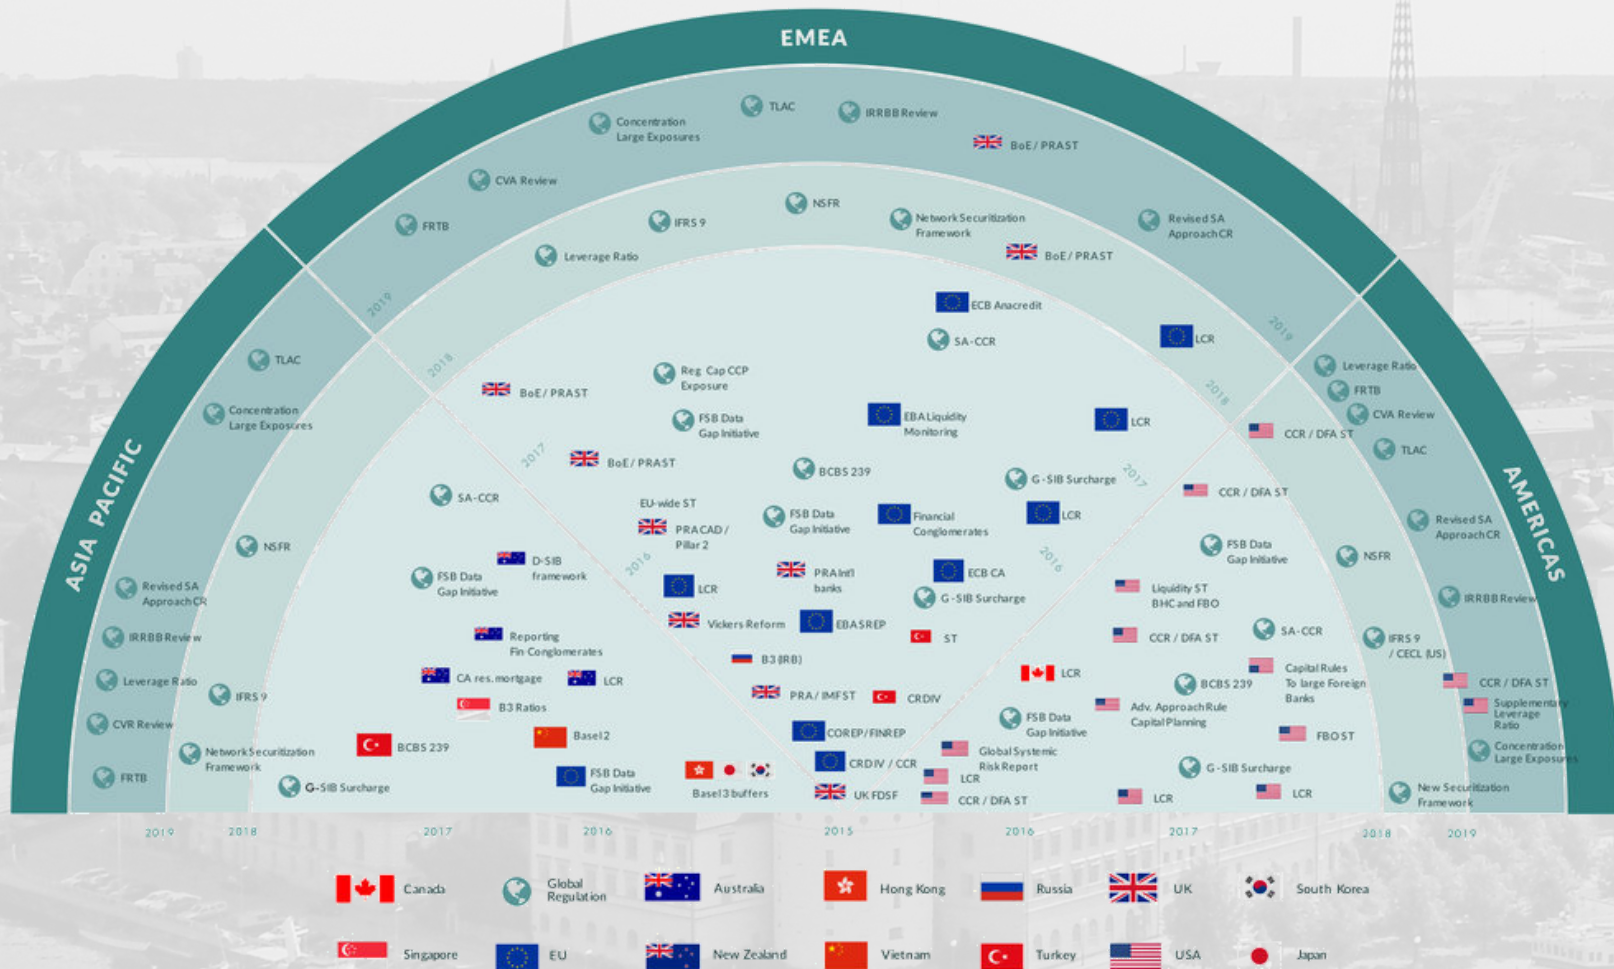 EMEA
TLAC
IRRBB Review
Concentration
Large Exposures
BoE / PRAST
CVA Review
FRTB
Revised SA
Approach CR
NSFR
IFRS 9
Network Securitization
Framework
Leverage Ratio
BoE / PRAST
2019
2019
2018
2018
ECB Anacredit
SA-CCR
LCR
Reg Cap CCP
Exposure
BoE / PRAST
FSB Data
Gap Initiative
EBA Liquidity
Monitoring
LCR
2017
2017
BoE / PRAST
BCBS 239
G-SIB Surcharge
EU-wide ST
PRA CAD /
Pillar 2
FSB Data
Gap Initiative
Financial
Conglomerates
LCR
2016
2016
LCR
PRA Int'l
banks
ECB CA
G-SIB Surcharge
Vickers Reform
EBA SREP
ST
B3 (IRB)
PRA / IMF ST
CRDIV
COREP/FINREP
CRDIV / CCR
UK FDSF
ASIA PACIFIC
TLAC
Concentration
Large Exposures
NSFR
Revised SA
Approach CR
IRRBB Review
Leverage Ratio
CVR Review
FRTB
IFRS 9
Network Securitization
Framework
SA-CCR
D-SIB
framework
FSB Data
Gap Initiative
Reporting
Fin Conglomerates
CA res. mortgage
LCR
B3 Ratios
Basel 2
BCBS 239
FSB Data
Gap Initiative
G-SIB Surcharge
Basel 3 buffers
AMERICAS
Leverage Ratio
FRTB
CVA Review
TLAC
CCR / DFA ST
CCR / DFA ST
Revised SA
Approach CR
FSB Data
Gap Initiative
NSFR
Liquidity ST
BHC and FBO
IRRBB Review
CCR / DFA ST
SA-CCR
IFRS 9
/ CECL (US)
LCR
BCBS 239
Capital Rules
To large Foreign
Banks
CCR / DFA ST
Supplementary
Leverage
Ratio
Adv. Approach Rule
Capital Planning
FSB Data
Gap Initiative
FBO ST
Concentration
Large Exposures
Global Systemic
Risk Report
G-SIB Surcharge
LCR
CCR / DFA ST
LCR
LCR
New Securitization
Framework
2019
2018
2017
2016
2015
2016
2017
2018
2019
Canada
Global
Regulation
Australia
Hong Kong
Russia
UK
South Korea
Singapore
EU
New Zealand
Vietnam
Turkey
USA
Japan